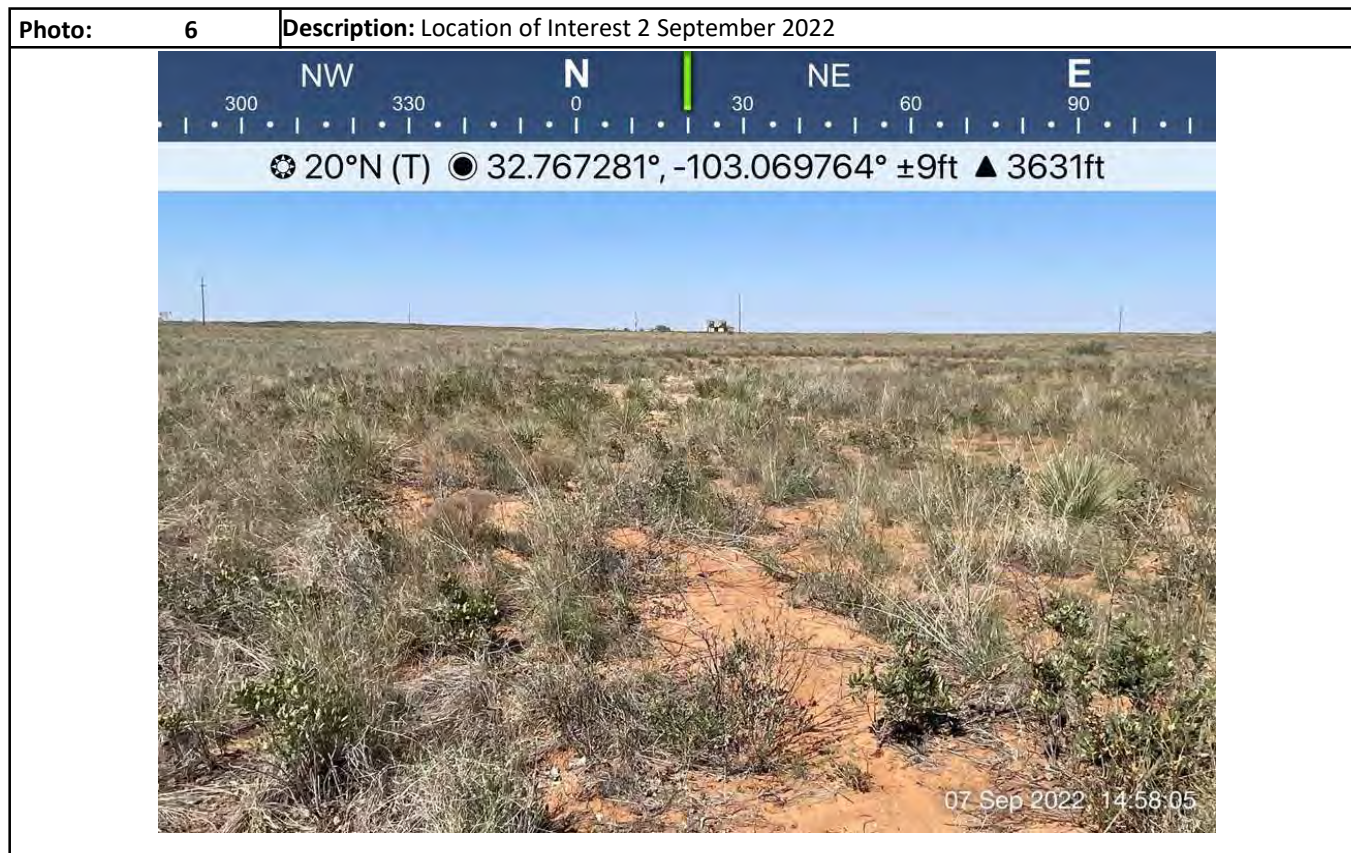 Photo: 6 Description: Location of Interest 2 September 2022
NW N NE E
300 330 0 30 60 90
20°N (T) 32.767281°, -103.069764° ±9ft ▲ 3631ft
07 Sep 2022, 14:58:05